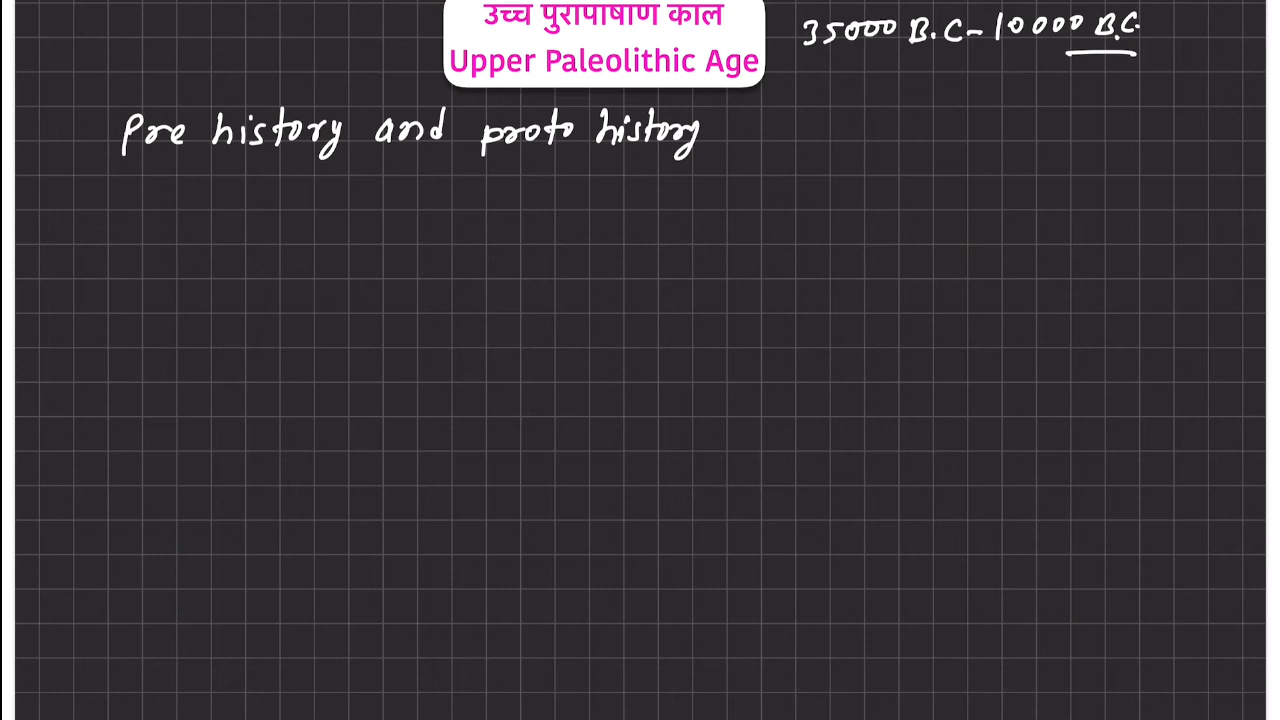 उच्च पुरापाषाण काल
Upper Paleolithic Age
35000 B.C - 10000 B.C.
Pre history and proto history